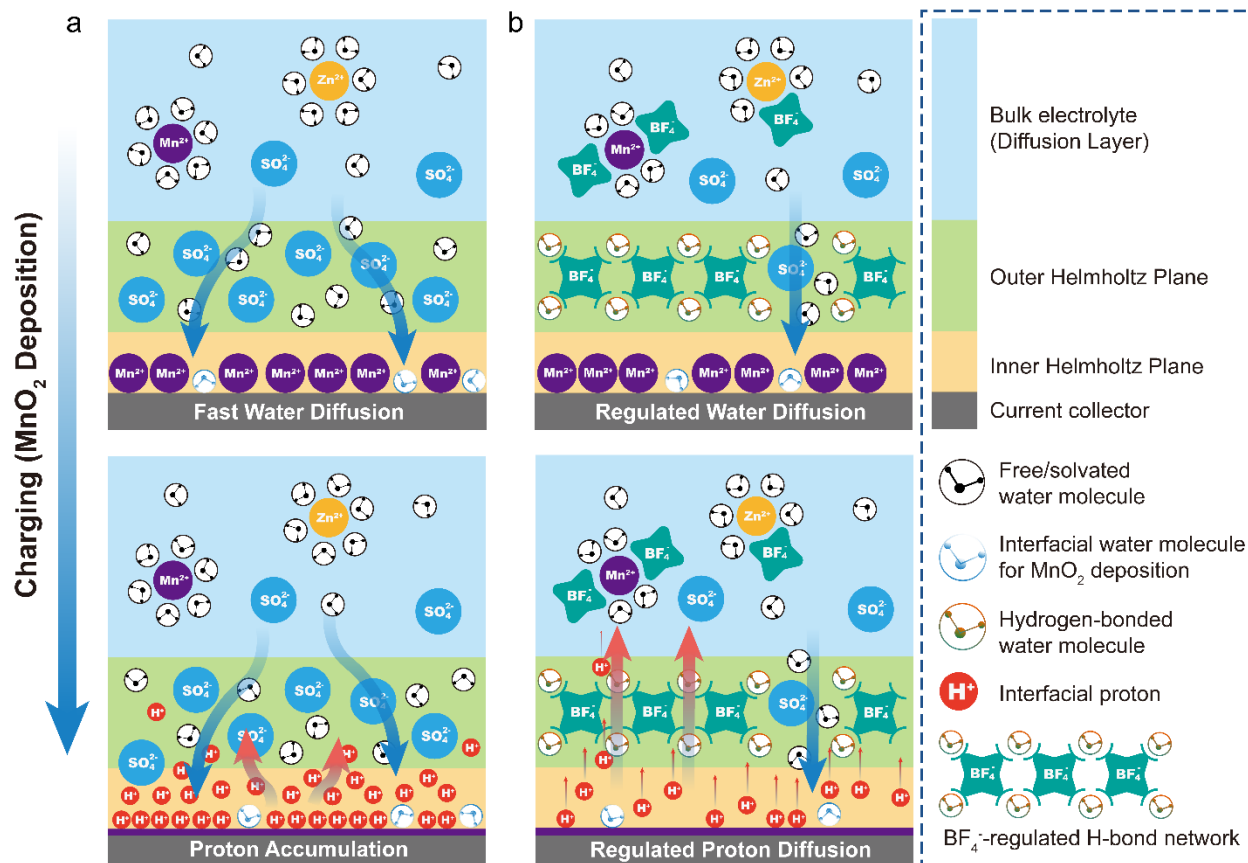 a
b
Charging (MnO₂ Deposition)
Zn²⁺
Mn²⁺
SO₄²⁻
SO₄²⁻
SO₄²⁻
SO₄²⁻
SO₄²⁻
SO₄²⁻
SO₄²⁻
SO₄²⁻
Mn²⁺ Mn²⁺ Mn²⁺ Mn²⁺ Mn²⁺ Mn²⁺ Mn²⁺
Fast Water Diffusion
Zn²⁺
BF₄⁻
BF₄⁻
Mn²⁺
BF₄⁻
SO₄²⁻
SO₄²⁻
BF₄⁻ BF₄⁻ BF₄⁻ SO₄²⁻ BF₄⁻
Mn²⁺ Mn²⁺ Mn²⁺ Mn²⁺ Mn²⁺ Mn²⁺ Mn²⁺ Mn²⁺
Regulated Water Diffusion
Zn²⁺
Mn²⁺
SO₄²⁻
SO₄²⁻
SO₄²⁻
SO₄²⁻
SO₄²⁻
H⁺
SO₄²⁻
SO₄²⁻
SO₄²⁻
H⁺ H⁺ H⁺ H⁺ H⁺
H⁺ H⁺ H⁺ H⁺ H⁺ H⁺ H⁺ H⁺ H⁺
H⁺ H⁺ H⁺ H⁺ H⁺ H⁺ H⁺ H⁺ H⁺ H⁺ H⁺ H⁺
Proton Accumulation
Zn²⁺
BF₄⁻
BF₄⁻
Mn²⁺
BF₄⁻
SO₄²⁻
SO₄²⁻
H⁺
BF₄⁻ BF₄⁻ BF₄⁻ SO₄²⁻ BF₄⁻
H⁺
H⁺ H⁺ H⁺ H⁺ H⁺ H⁺ H⁺ H⁺ H⁺ H⁺
Regulated Proton Diffusion
Bulk electrolyte
(Diffusion Layer)
Outer Helmholtz Plane
Inner Helmholtz Plane
Current collector
Free/solvated
water molecule
Interfacial water molecule
for MnO₂ deposition
Hydrogen-bonded
water molecule
H⁺
Interfacial proton
BF₄⁻ BF₄⁻ BF₄⁻
BF₄⁻-regulated H-bond network